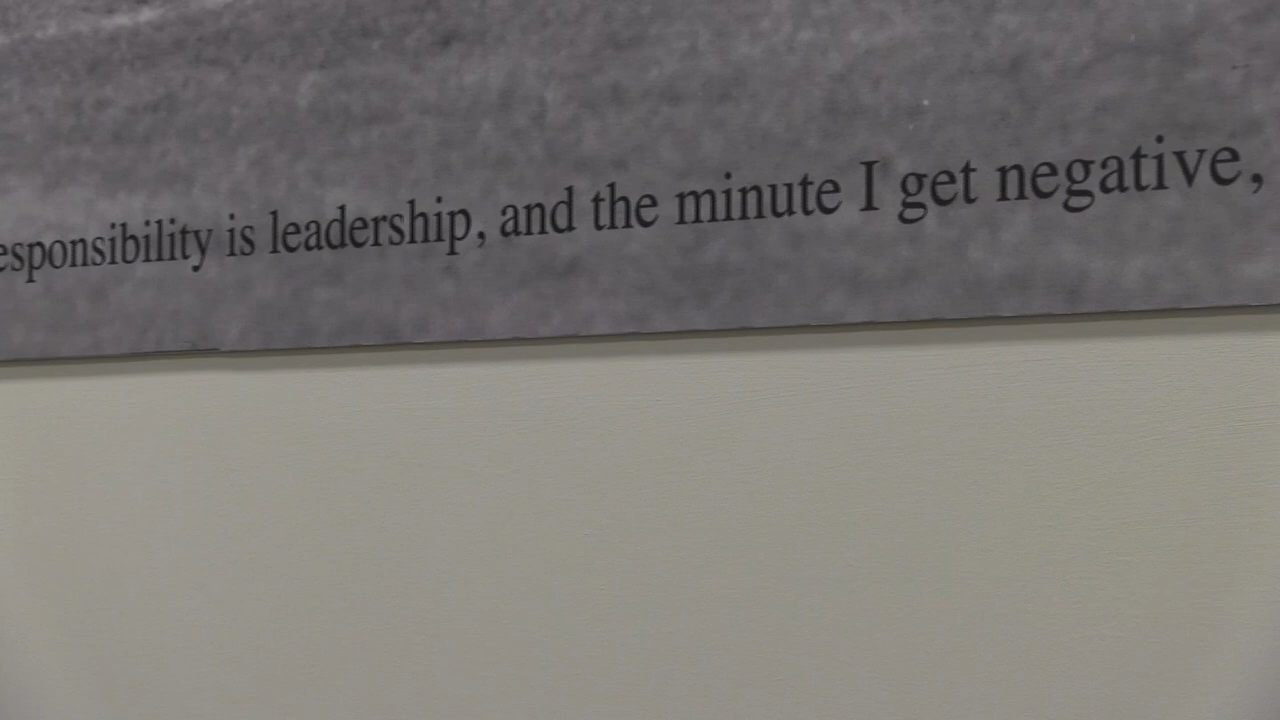 esponsibility is leadership, and the minute I get negative,